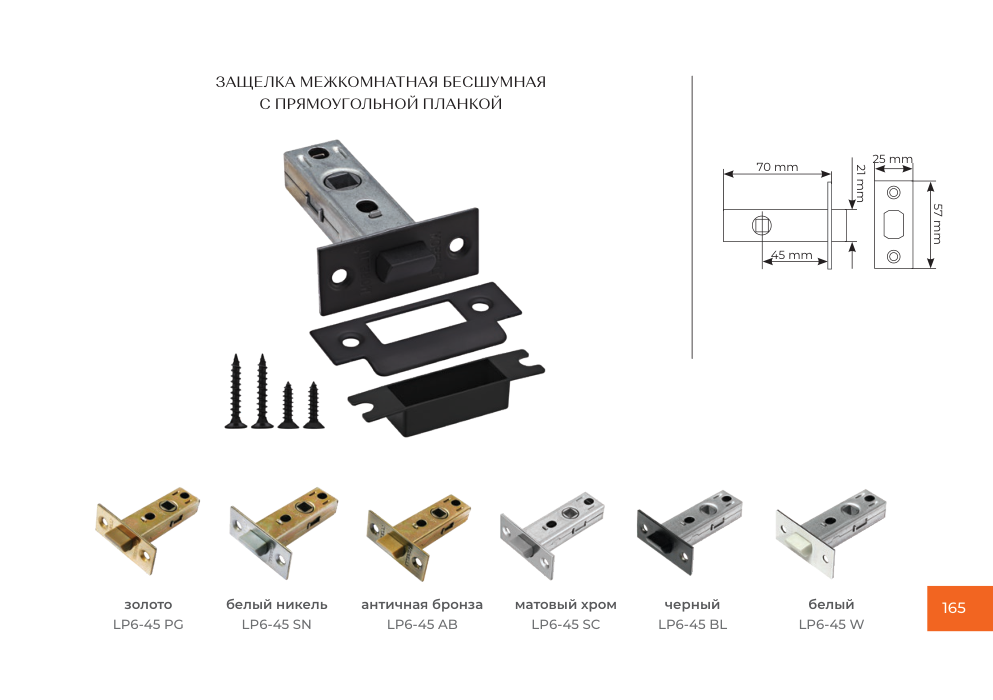 ЗАЩЕЛКА МЕЖКОМНАТНАЯ БЕСШУМНАЯ
С ПРЯМОУГОЛЬНОЙ ПЛАНКОЙ
70 mm
21 mm
25 mm
57 mm
45 mm
золото
LP6-45 PG
белый никель
LP6-45 SN
античная бронза
LP6-45 AB
матовый хром
LP6-45 SC
черный
LP6-45 BL
белый
LP6-45 W
165